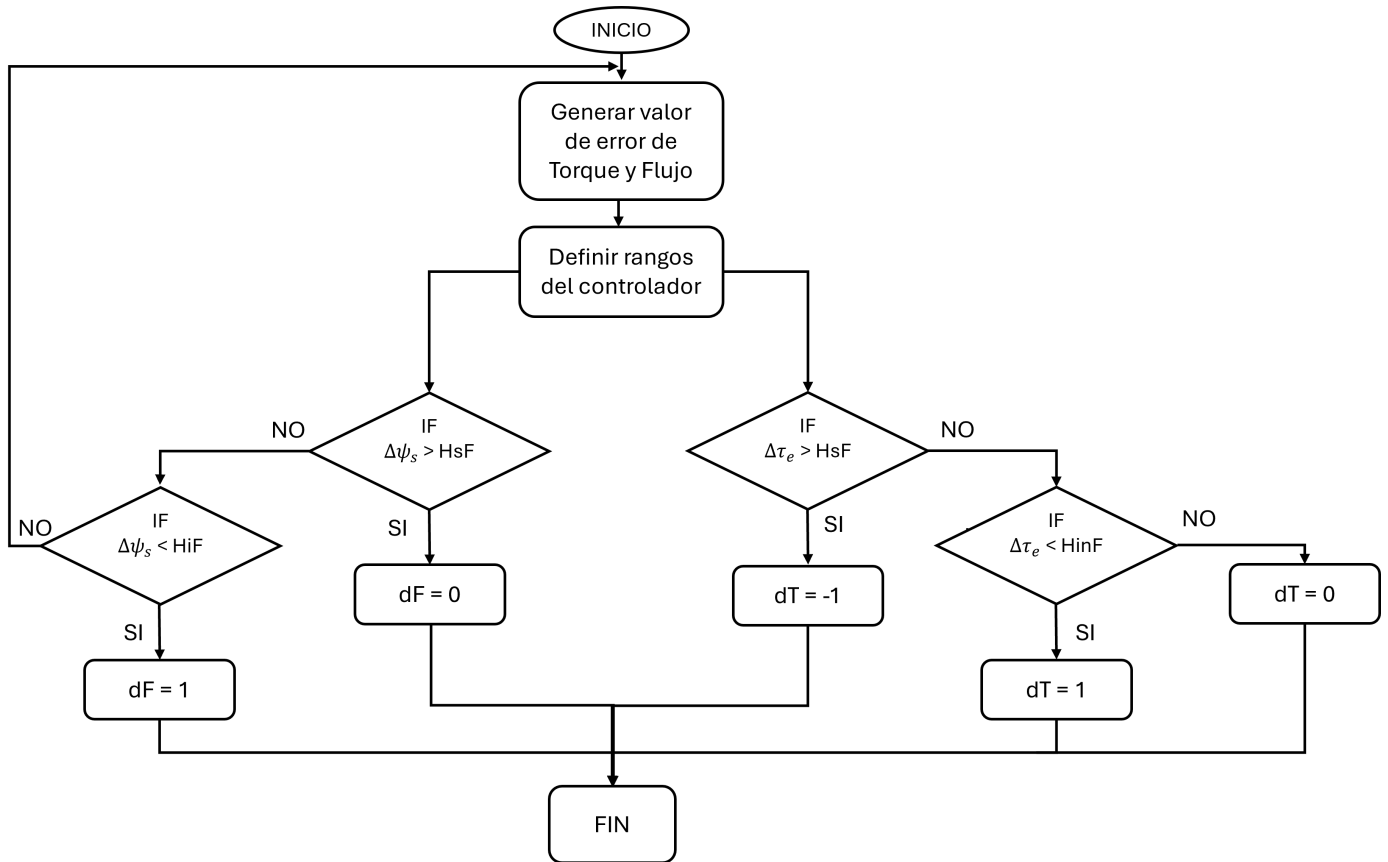 INICIO
Generar valor
de error de
Torque y Flujo
Definir rangos
del controlador
NO
IF
Δψₛ > HsF
IF
Δτₑ > HsF
NO
NO
IF
Δψₛ < HiF
SI
SI
IF
Δτₑ < HinF
NO
dF = 0
dT = -1
dT = 0
SI
SI
dF = 1
dT = 1
FIN